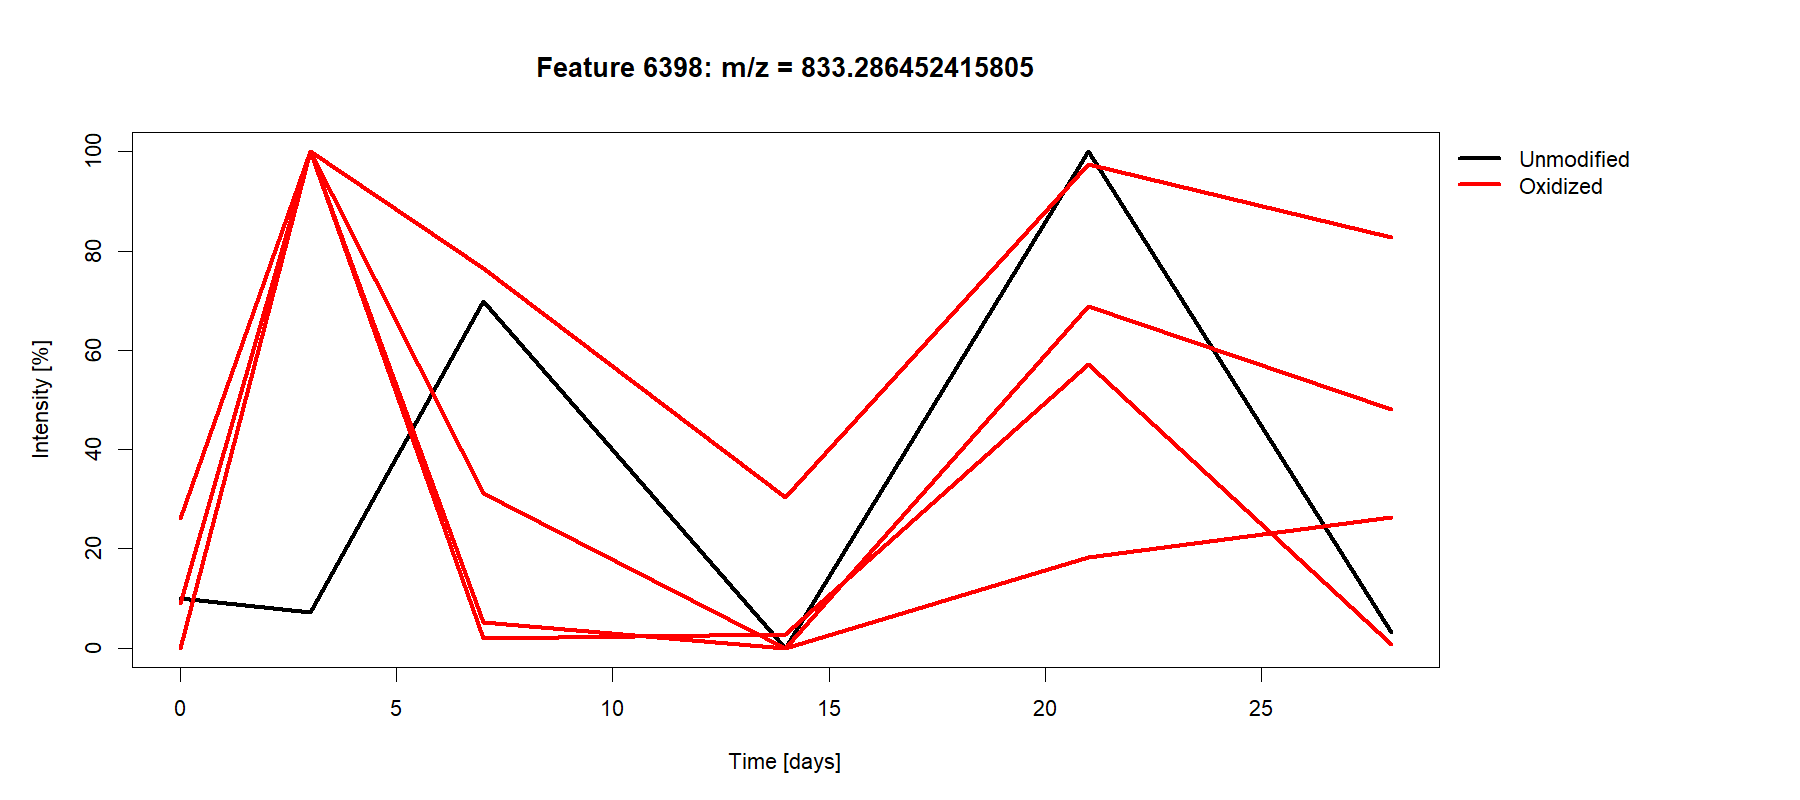 Feature 6398: m/z = 833.286452415805
Unmodified
Oxidized
Intensity [%]
100
80
60
40
20
0
0 5 10 15 20 25
Time [days]